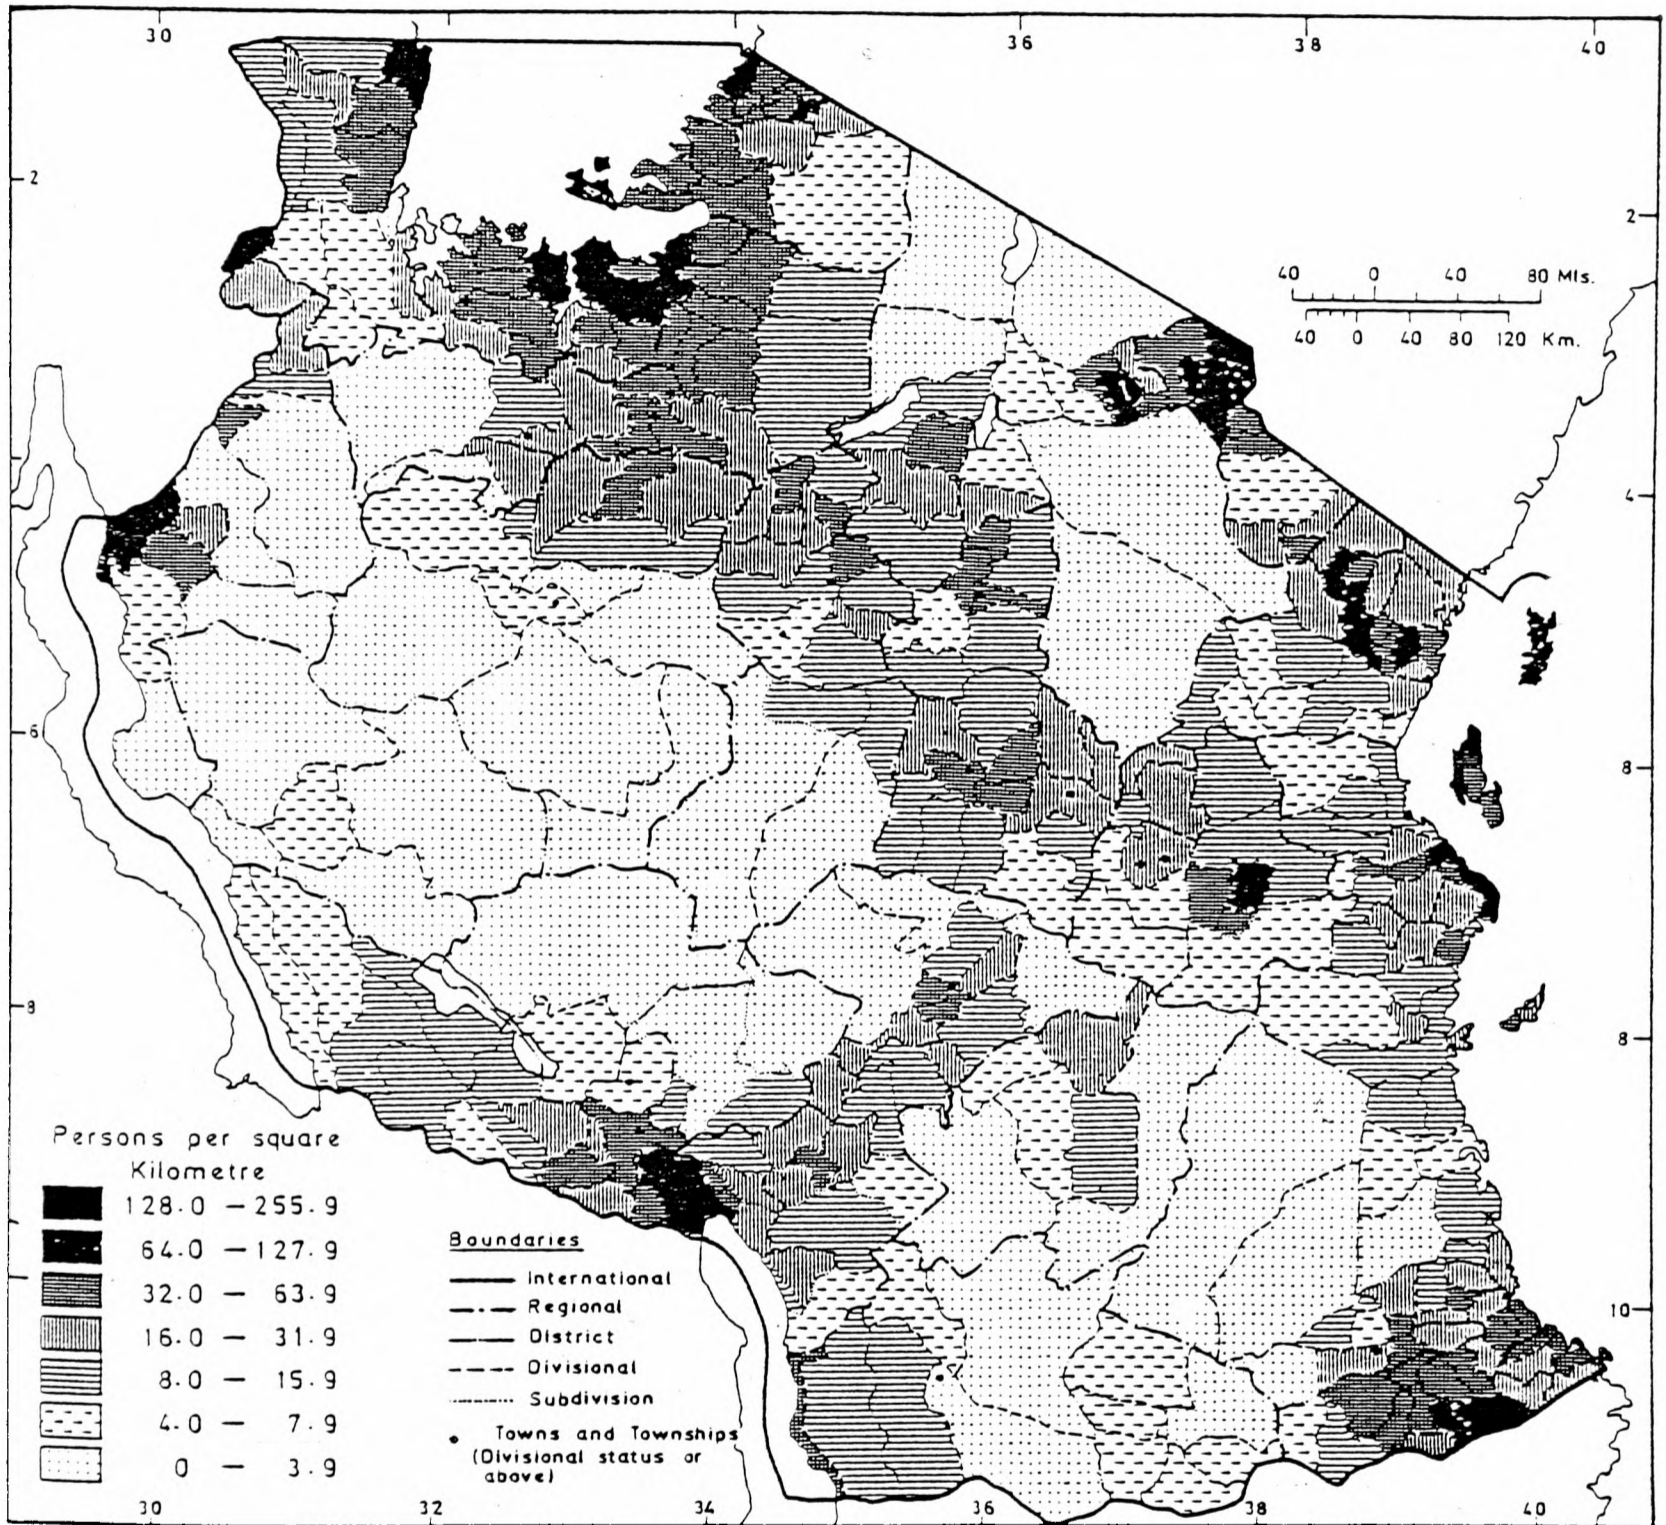 30 36 38 40
2
2
40 0 40 80 Mls.
40 0 40 80 120 Km.
4
6
8
8
8
10
Persons per square
Kilometre
128.0 — 255.9
64.0 — 127.9
32.0 — 63.9
16.0 — 31.9
8.0 — 15.9
4.0 — 7.9
0 — 3.9
Boundaries
International
Regional
District
Divisional
Subdivision
Towns and Townships
(Divisional status or
above)
30 32 34 36 38 40